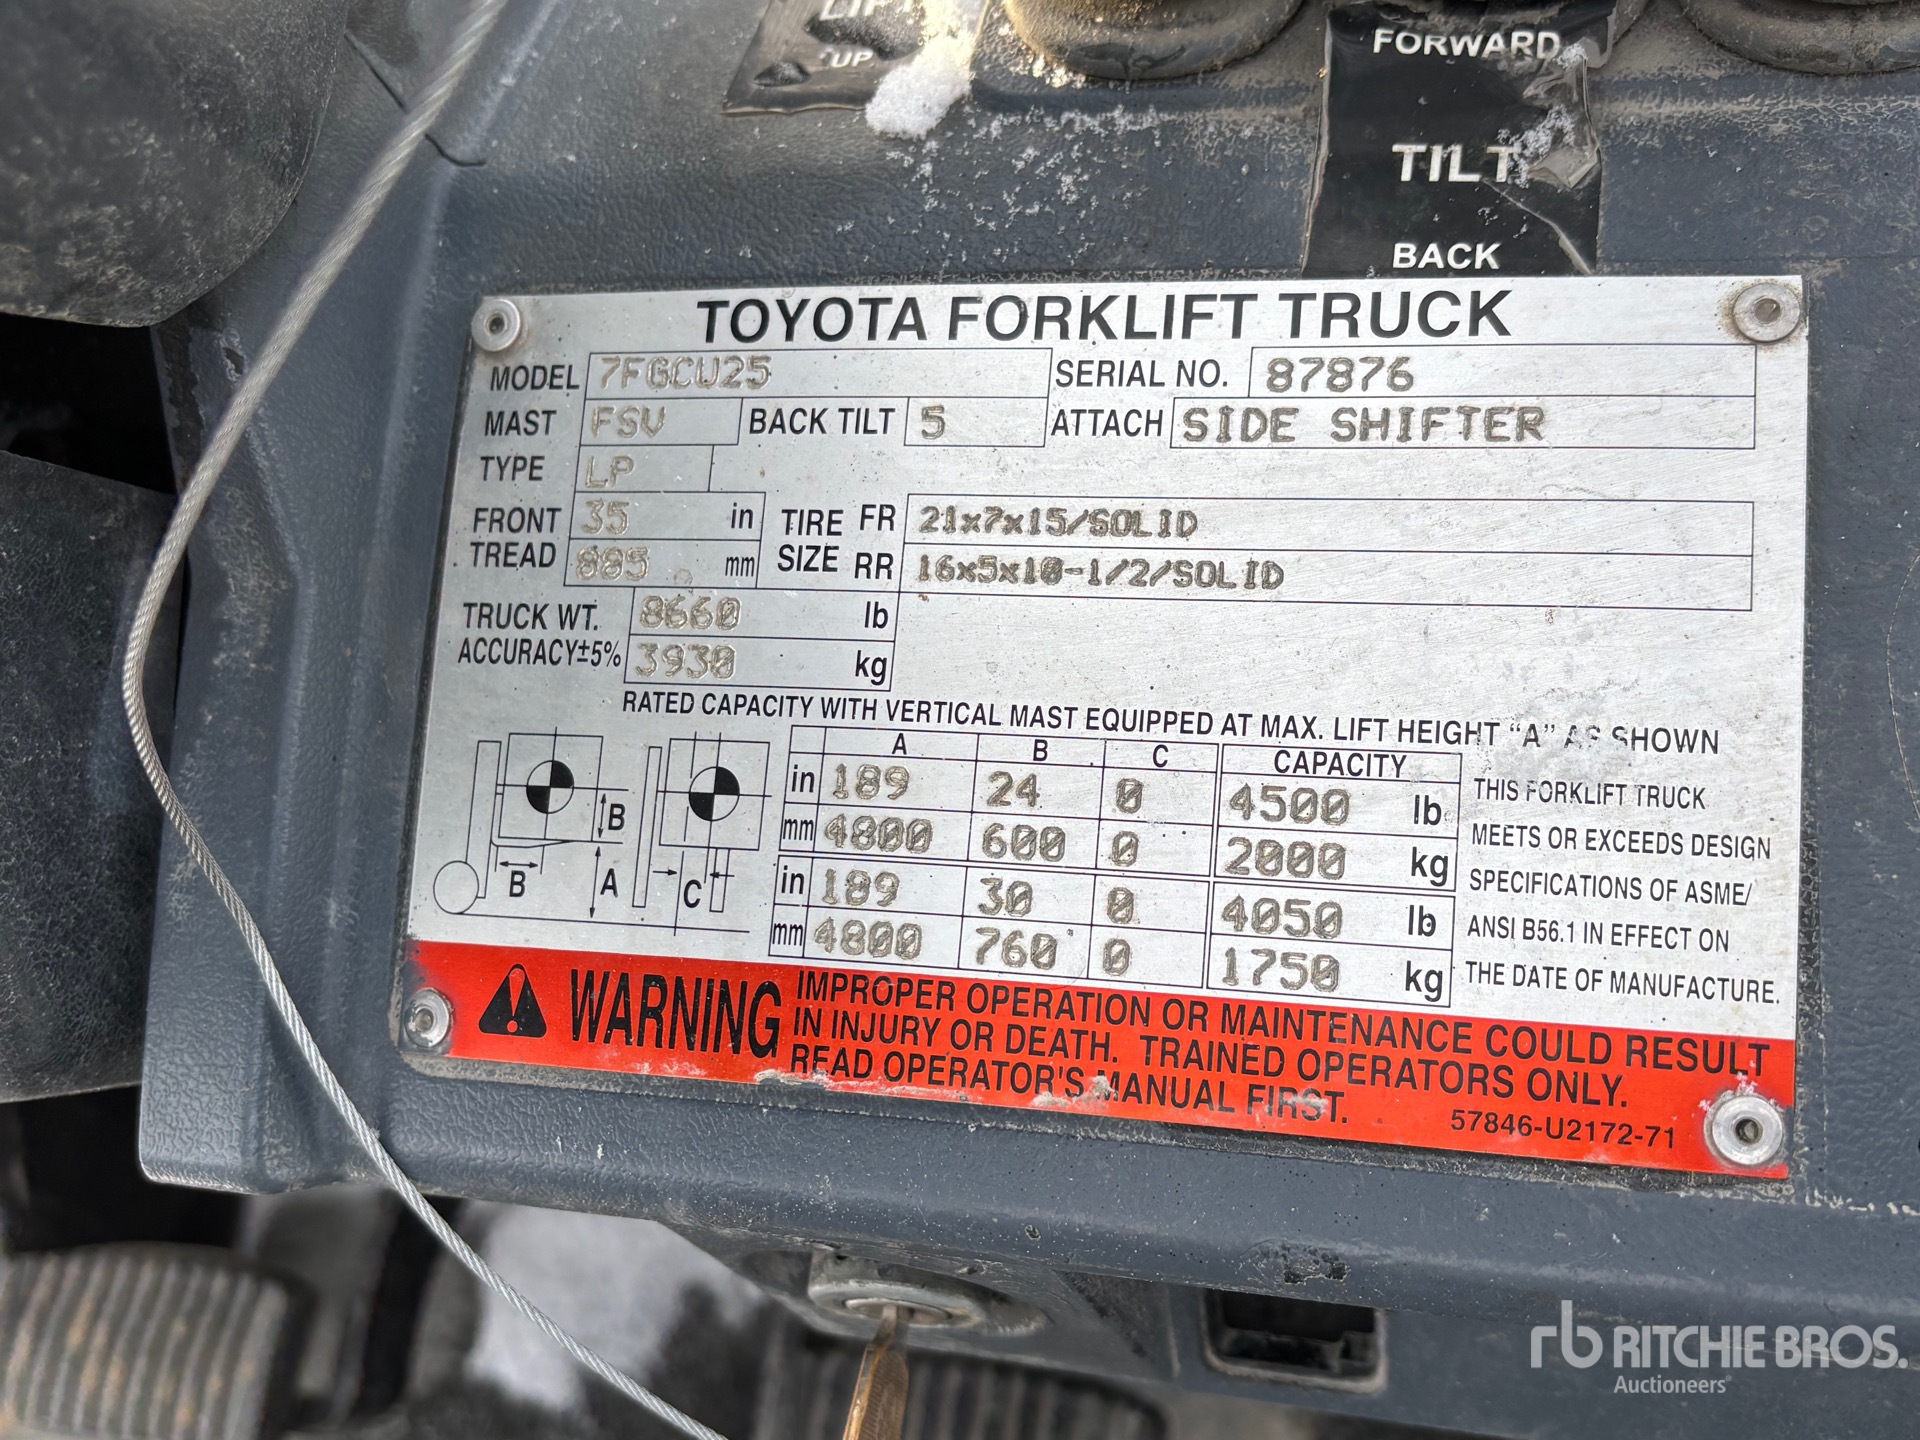 LIFT
UP
FORWARD
TILT
BACK
TOYOTA FORKLIFT TRUCK
MODEL 7FGCU25 SERIAL NO. 87876
MAST FSV BACK TILT 5 ATTACH SIDE SHIFTER
TYPE LP
FRONT TREAD 35 in TIRE SIZE FR 21x7x15/SOLID
885 mm RR 16x5x10-1/2/SOLID
TRUCK WT. 8660 lb
ACCURACY±5% 3930 kg
RATED CAPACITY WITH VERTICAL MAST EQUIPPED AT MAX. LIFT HEIGHT "A" AS SHOWN
A B C CAPACITY
in 189 24 0 4500 lb
mm 4800 600 0 2000 kg
in 189 30 0 4050 lb
mm 4800 760 0 1750 kg
B
B
A
C
THIS FORKLIFT TRUCK
MEETS OR EXCEEDS DESIGN
SPECIFICATIONS OF ASME/
ANSI B56.1 IN EFFECT ON
THE DATE OF MANUFACTURE.
WARNING
IMPROPER OPERATION OR MAINTENANCE COULD RESULT
IN INJURY OR DEATH. TRAINED OPERATORS ONLY.
READ OPERATOR'S MANUAL FIRST.
57846-U2172-71
rb RITCHIE BROS.
Auctioneers